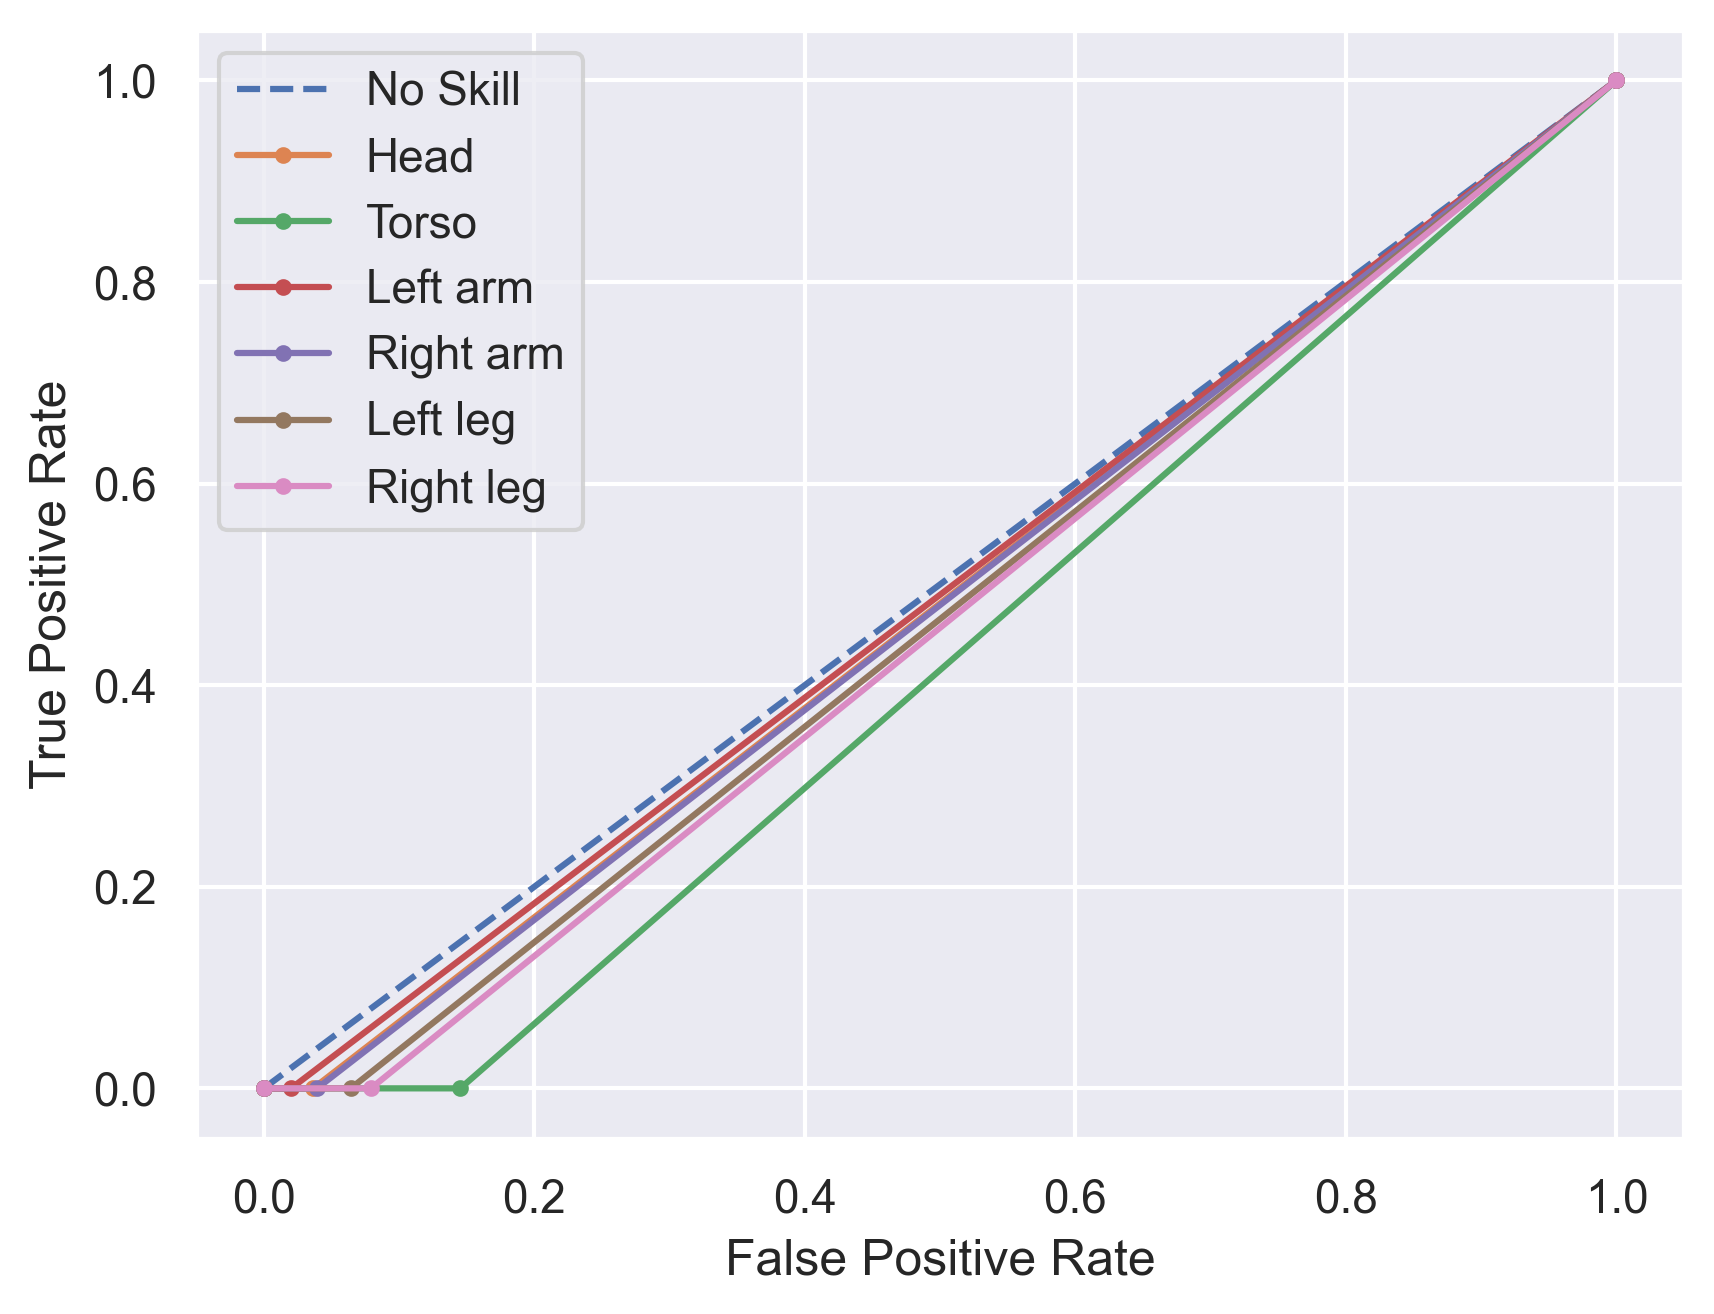 No Skill
Head
Torso
Left arm
Right arm
Left leg
Right leg
1.0
0.8
0.6
0.4
0.2
0.0
True Positive Rate
0.0 0.2 0.4 0.6 0.8 1.0
False Positive Rate